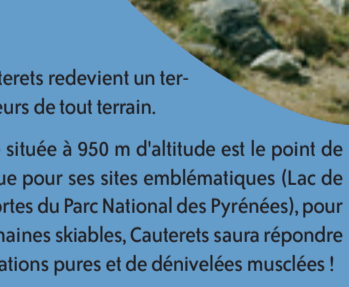 terets redevient un ter-
eurs de tout terrain.
située à 950 m d'altitude est le point de
ue pour ses sites emblématiques (Lac de
ortes du Parc National des Pyrénées), pour
maines skiables, Cauterets saura répondre
ations pures et de dénivelées musclées !